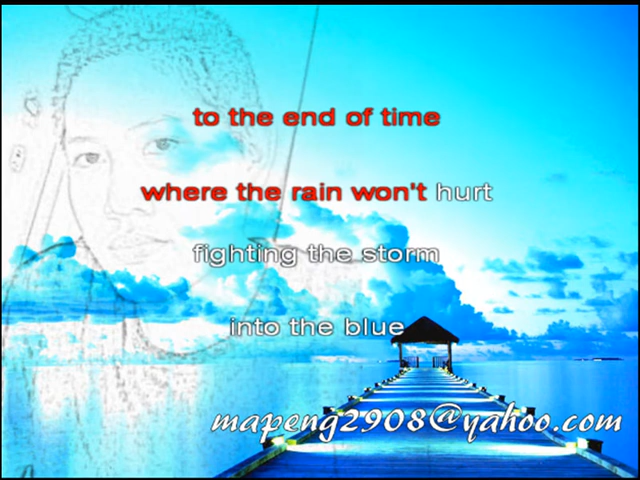 to the end of time
where the rain won't hurt
fighting the storm
into the blue
mapeng2908@yahoo.com